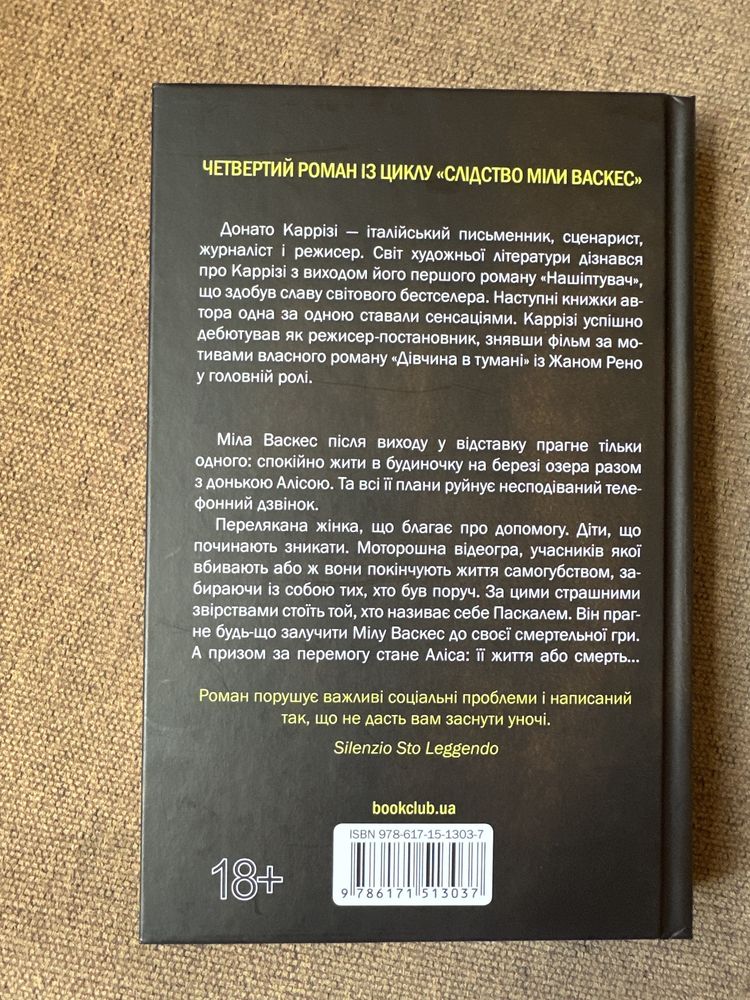 ЧЕТВЕРТИЙ РОМАН ІЗ ЦИКЛУ «СЛІДСТВО МІЛИ ВАСКЕС»
Донато Каррізі — італійський письменник, сценарист,
журналіст і режисер. Світ художньої літератури дізнався
про Каррізі з виходом його першого роману «Нашіптувач»,
що здобув славу світового бестселера. Наступні книжки ав-
тора одна за одною ставали сенсаціями. Каррізі успішно
дебютував як режисер-постановник, знявши фільм за мо-
тивами власного роману «Дівчина в тумані» із Жаном Рено
у головній ролі.
Міла Васкес після виходу у відставку прагне тільки
одного: спокійно жити в будиночку на березі озера разом
з донькою Алісою. Та всі її плани руйнує несподіваний теле-
фонний дзвінок.
Перелякана жінка, що благає про допомогу. Діти, що
починають зникати. Моторошна відеогра, учасників якої
вбивають або ж вони покінчують життя самогубством, за-
бираючи із собою тих, хто був поруч. За цими страшними
звірствами стоїть той, хто називає себе Паскалем. Він праг-
не будь-що залучити Мілу Васкес до своєї смертельної гри.
А призом за перемогу стане Аліса: її життя або смерть...
Роман порушує важливі соціальні проблеми і написаний
так, що не дасть вам заснути уночі.
Silenzio Sto Leggendo
bookclub.ua
ISBN 978-617-15-1303-7
9 786171 513037
18+